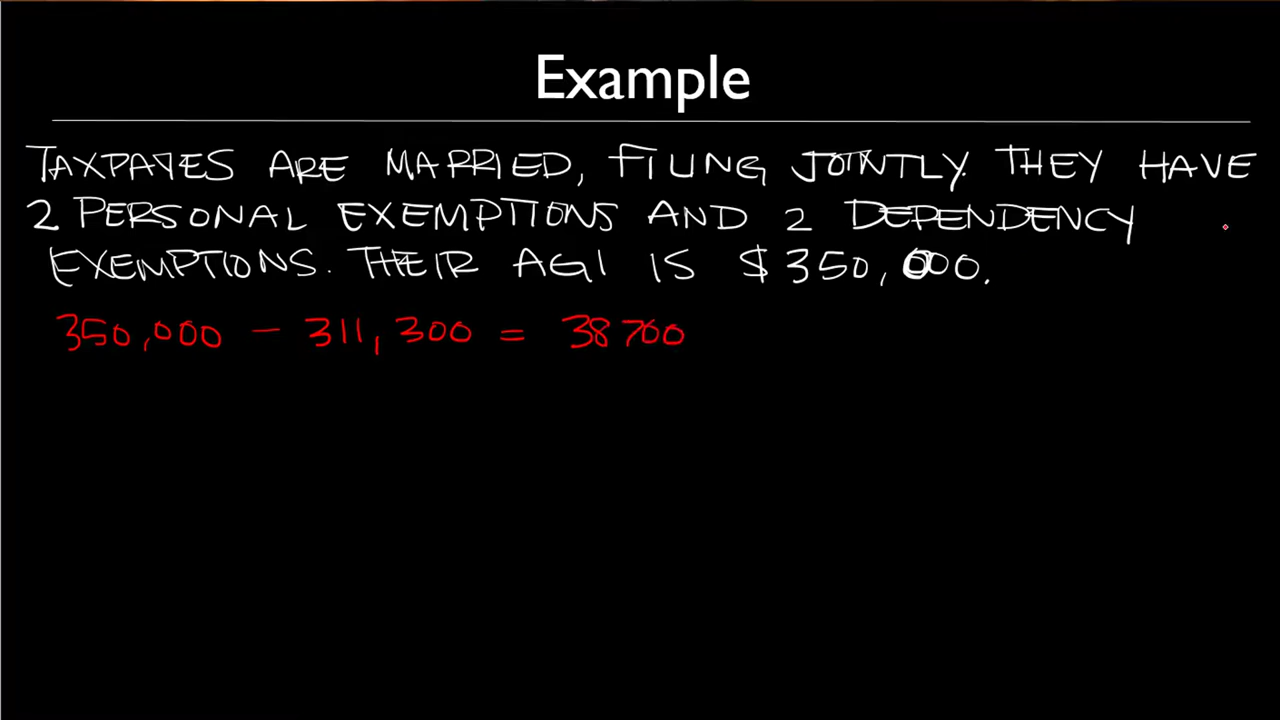 Example
TAXPAYES ARE MARRIED, FILING JOINTLY. THEY HAVE
2 PERSONAL EXEMPTIONS AND 2 DEPENDENCY
EXEMPTIONS. THEIR AGI IS $350,000.
350,000 - 311,300 = 38700